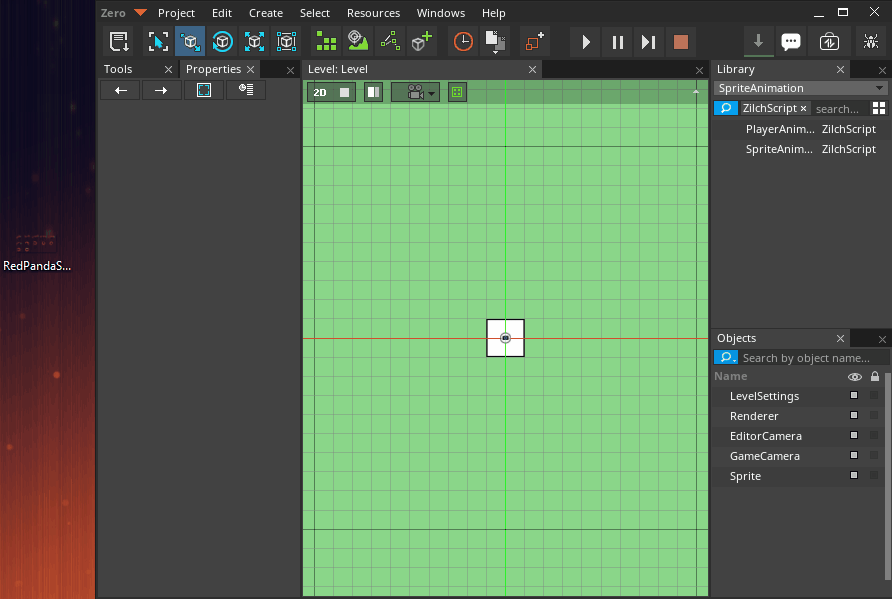 Zero Project Edit Create Select Resources Windows Help
Tools Properties
Level: Level
2D
Library
SpriteAnimation
ZilchScript × search...
PlayerAnim... ZilchScript
SpriteAnim... ZilchScript
RedPandaS...
Objects
Search by object name...
Name
LevelSettings
Renderer
EditorCamera
GameCamera
Sprite